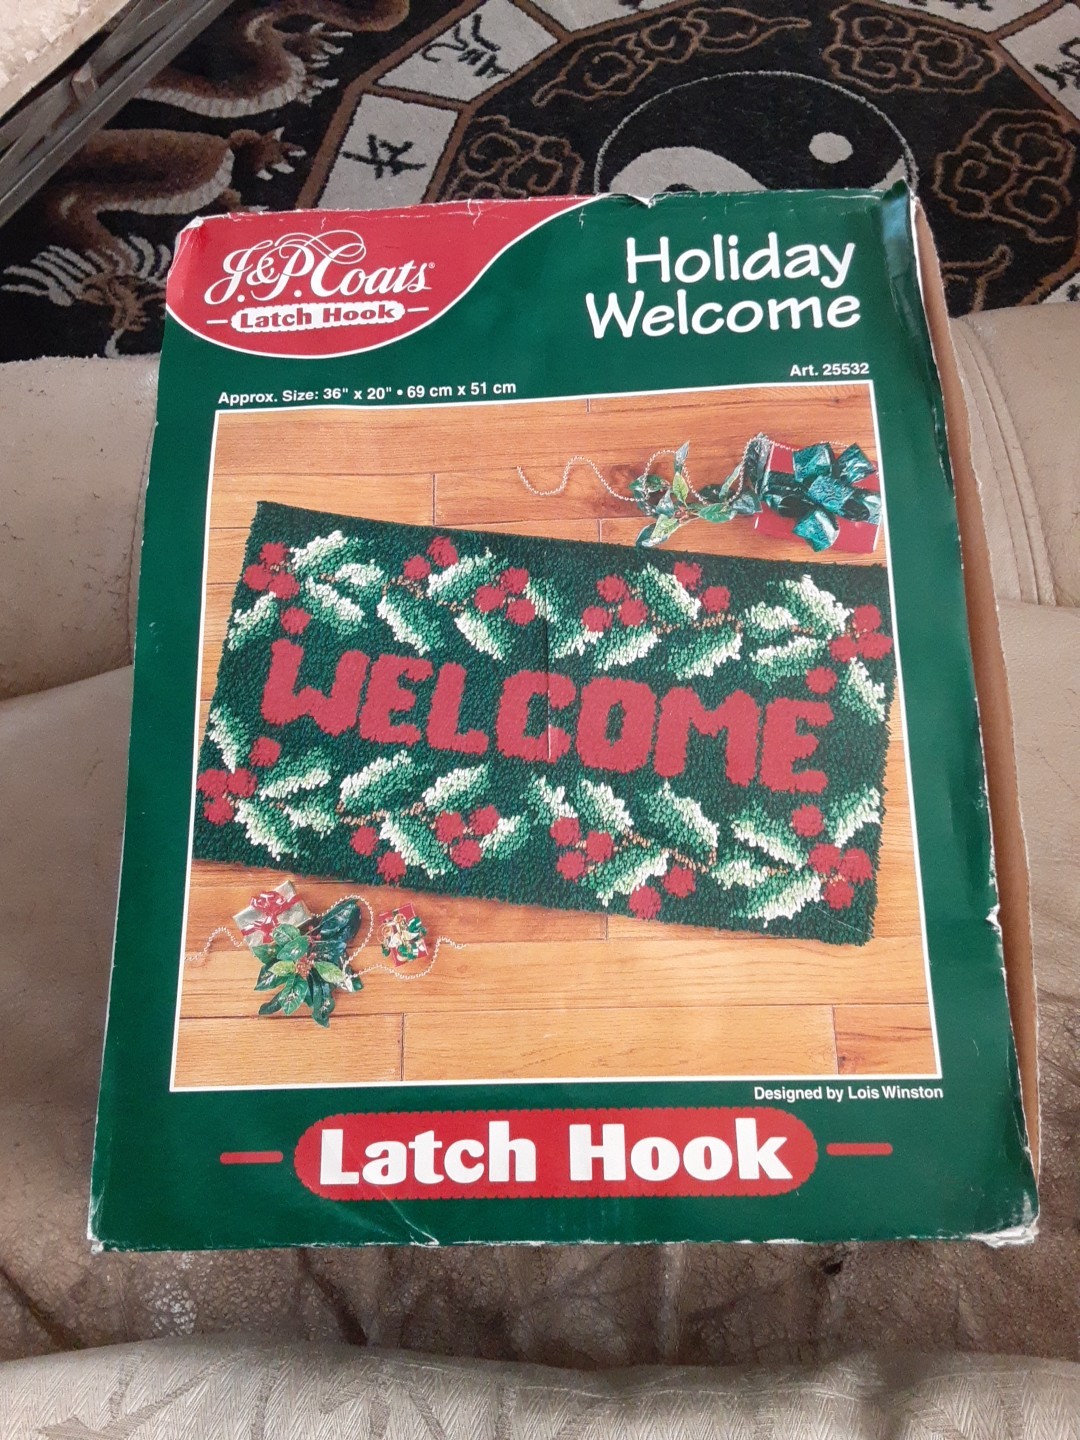 J.&P. Coats®
Latch Hook
Holiday
Welcome
Art. 25532
Approx. Size: 36" x 20" • 69 cm x 51 cm
WELCOME
Designed by Lois Winston
Latch Hook